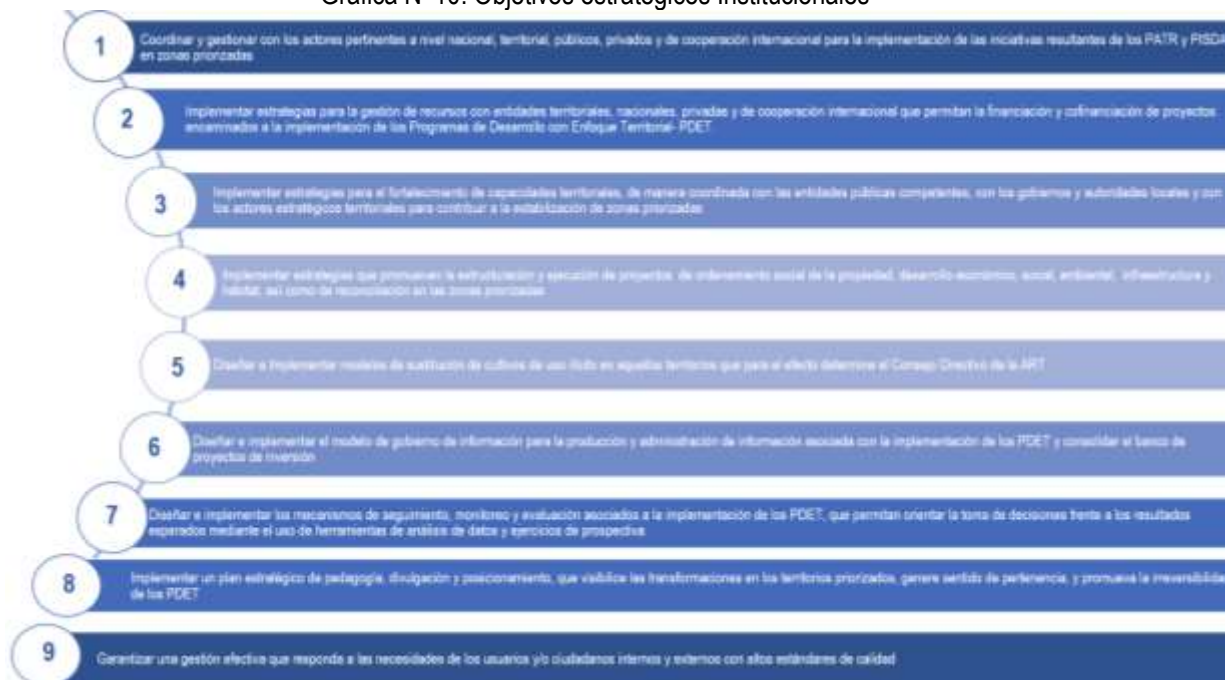 Gráfica N° 10. Objetivos estratégicos Institucionales
1
Coordinar y gestionar con los actores pertinentes a nivel nacional, territorial, públicos, privados y de cooperación internacional para la implementación de las iniciativas resultantes de los PATR y PISDA
en zonas priorizadas
2
Implementar estrategias para la gestión de recursos con entidades territoriales, nacionales, privadas y de cooperación internacional que permitan la financiación y cofinanciación de proyectos
encaminados a la implementación de los Programas de Desarrollo con Enfoque Territorial- PDET.
3
Implementar estrategias para el fortalecimiento de capacidades territoriales, de manera coordinada con las entidades públicas competentes, con los gobiernos y autoridades locales y con
los actores estratégicos territoriales para contribuir a la estabilización de zonas priorizadas
4
Implementar estrategias que promuevan la estructuración y ejecución de proyectos de ordenamiento social de la propiedad, desarrollo económico, social, ambiental, infraestructura y
hábitat, así como de reconciliación en las zonas priorizadas
5
Diseñar e Implementar modelos de sustitución de cultivos de uso ilícito en aquellos territorios que para el efecto determine el Consejo Directivo de la ART
6
Diseñar e implementar el modelo de gobierno de información para la producción y administración de información asociada con la implementación de los PDET y consolidar el banco de
proyectos de inversión
7
Diseñar e implementar los mecanismos de seguimiento, monitoreo y evaluación asociados a la implementación de los PDET, que permitan orientar la toma de decisiones frente a los resultados
esperados mediante el uso de herramientas de análisis de datos y ejercicios de prospectiva
8
Implementar un plan estratégico de pedagogía, divulgación y posicionamiento, que visibilice las transformaciones en los territorios priorizados, genere sentido de pertenencia, y promueva la irreversibilidad
de los PDET
9
Garantizar una gestión efectiva que responda a las necesidades de los usuarios y/o ciudadanos internos y externos con altos estándares de calidad